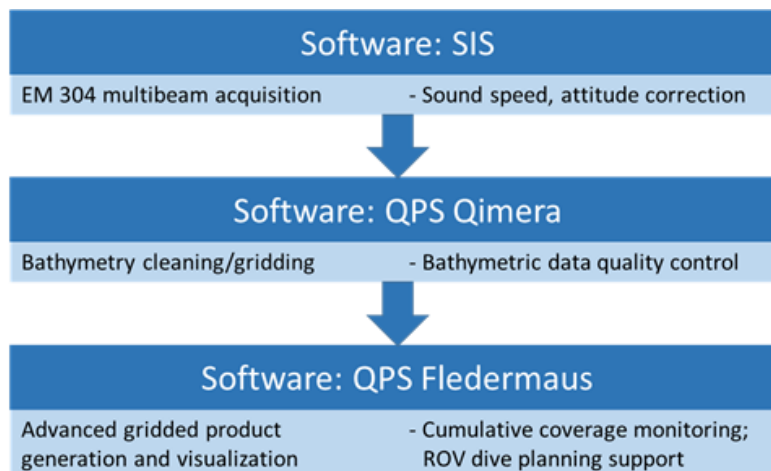 Software: SIS
EM 304 multibeam acquisition - Sound speed, attitude correction
Software: QPS Qimera
Bathymetry cleaning/gridding - Bathymetric data quality control
Software: QPS Fledermaus
Advanced gridded product - Cumulative coverage monitoring;
generation and visualization ROV dive planning support